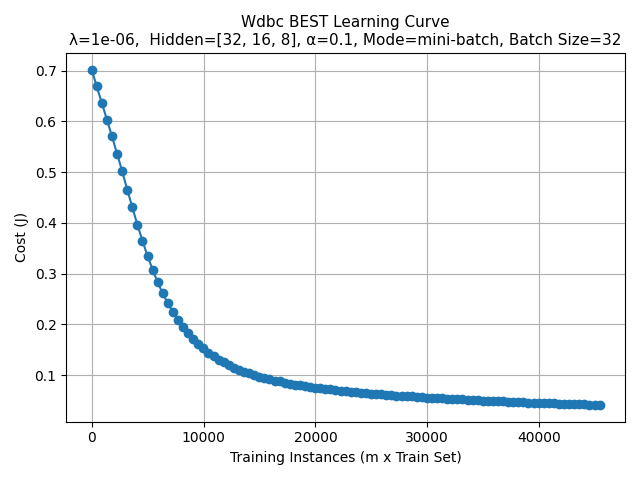 Wdbc BEST Learning Curve
λ=1e-06,  Hidden=[32, 16, 8], α=0.1, Mode=mini-batch, Batch Size=32
Cost (J)
0.7
0.6
0.5
0.4
0.3
0.2
0.1
0 10000 20000 30000 40000
Training Instances (m x Train Set)